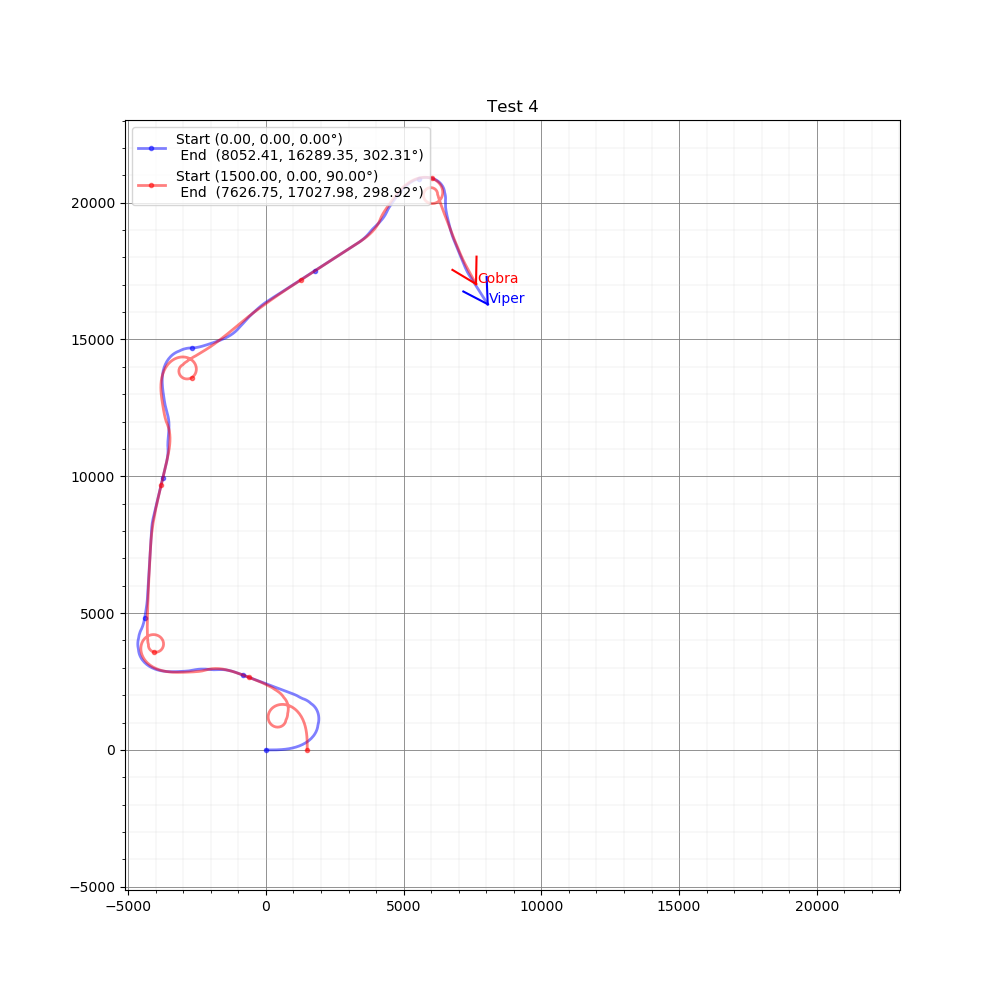 Test 4
Start (0.00, 0.00, 0.00°)
End (8052.41, 16289.35, 302.31°)
Start (1500.00, 0.00, 90.00°)
End (7626.75, 17027.98, 298.92°)
20000
15000
10000
5000
0
−5000
Cobra
Viper
−5000 0 5000 10000 15000 20000